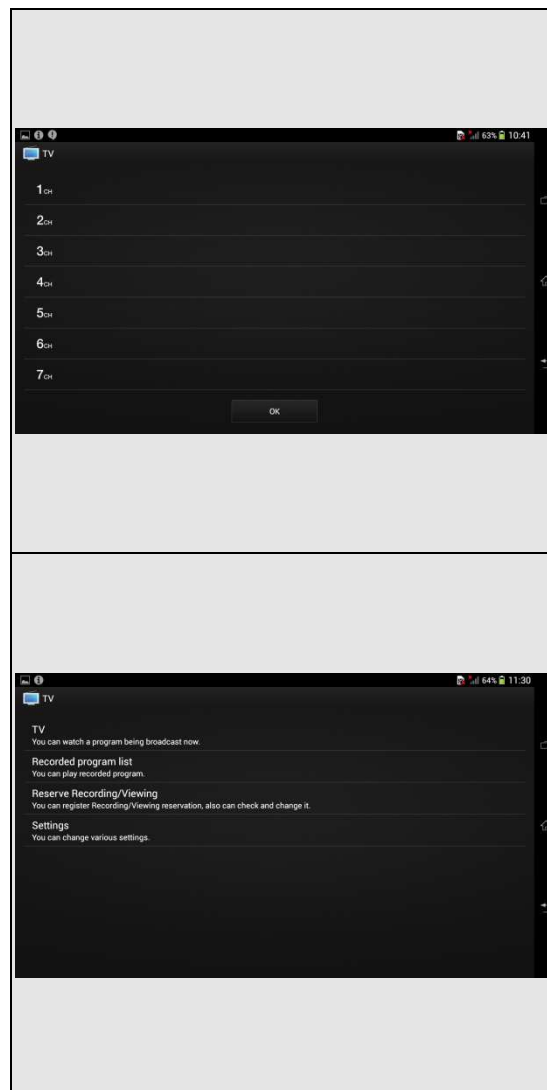 63% 10:41
TV
1CH
2CH
3CH
4CH
5CH
6CH
7CH
OK
64% 11:30
TV
TV
You can watch a program being broadcast now.
Recorded program list
You can play recorded program.
Reserve Recording/Viewing
You can register Recording/Viewing reservation, also can check and change it.
Settings
You can change various settings.